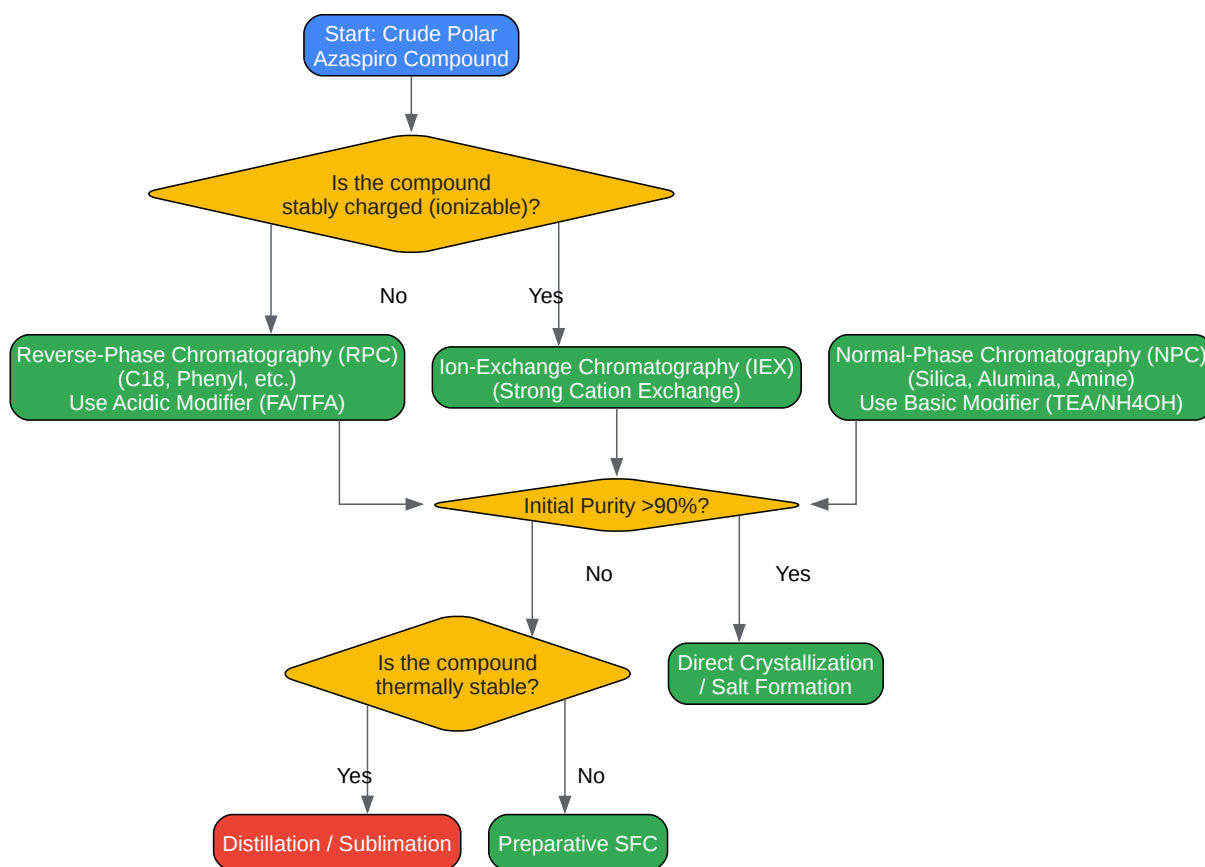 Start: Crude Polar
Azaspiro Compound
Is the compound
stably charged (ionizable)?
No
Yes
Reverse-Phase Chromatography (RPC)
(C18, Phenyl, etc.)
Use Acidic Modifier (FA/TFA)
Ion-Exchange Chromatography (IEX)
(Strong Cation Exchange)
Normal-Phase Chromatography (NPC)
(Silica, Alumina, Amine)
Use Basic Modifier (TEA/NH4OH)
Initial Purity >90%?
No
Yes
Is the compound
thermally stable?
Direct Crystallization
/ Salt Formation
Yes
No
Distillation / Sublimation
Preparative SFC